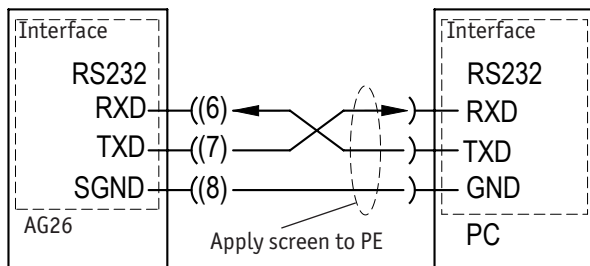 Interface
Interface
RS232
RS232
RXD ((6) ) RXD
TXD ((7) ) TXD
SGND ((8) ) GND
AG26
Apply screen to PE
PC